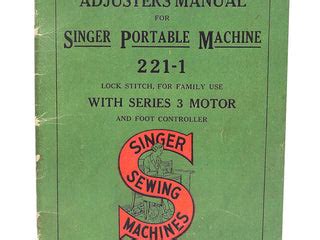 ADJUSTERS MANUAL
FOR
SINGER PORTABLE MACHINE
221-1
LOCK STITCH, FOR FAMILY USE
WITH SERIES 3 MOTOR
AND FOOT CONTROLLER
SINGER
SEWING
MACHINES